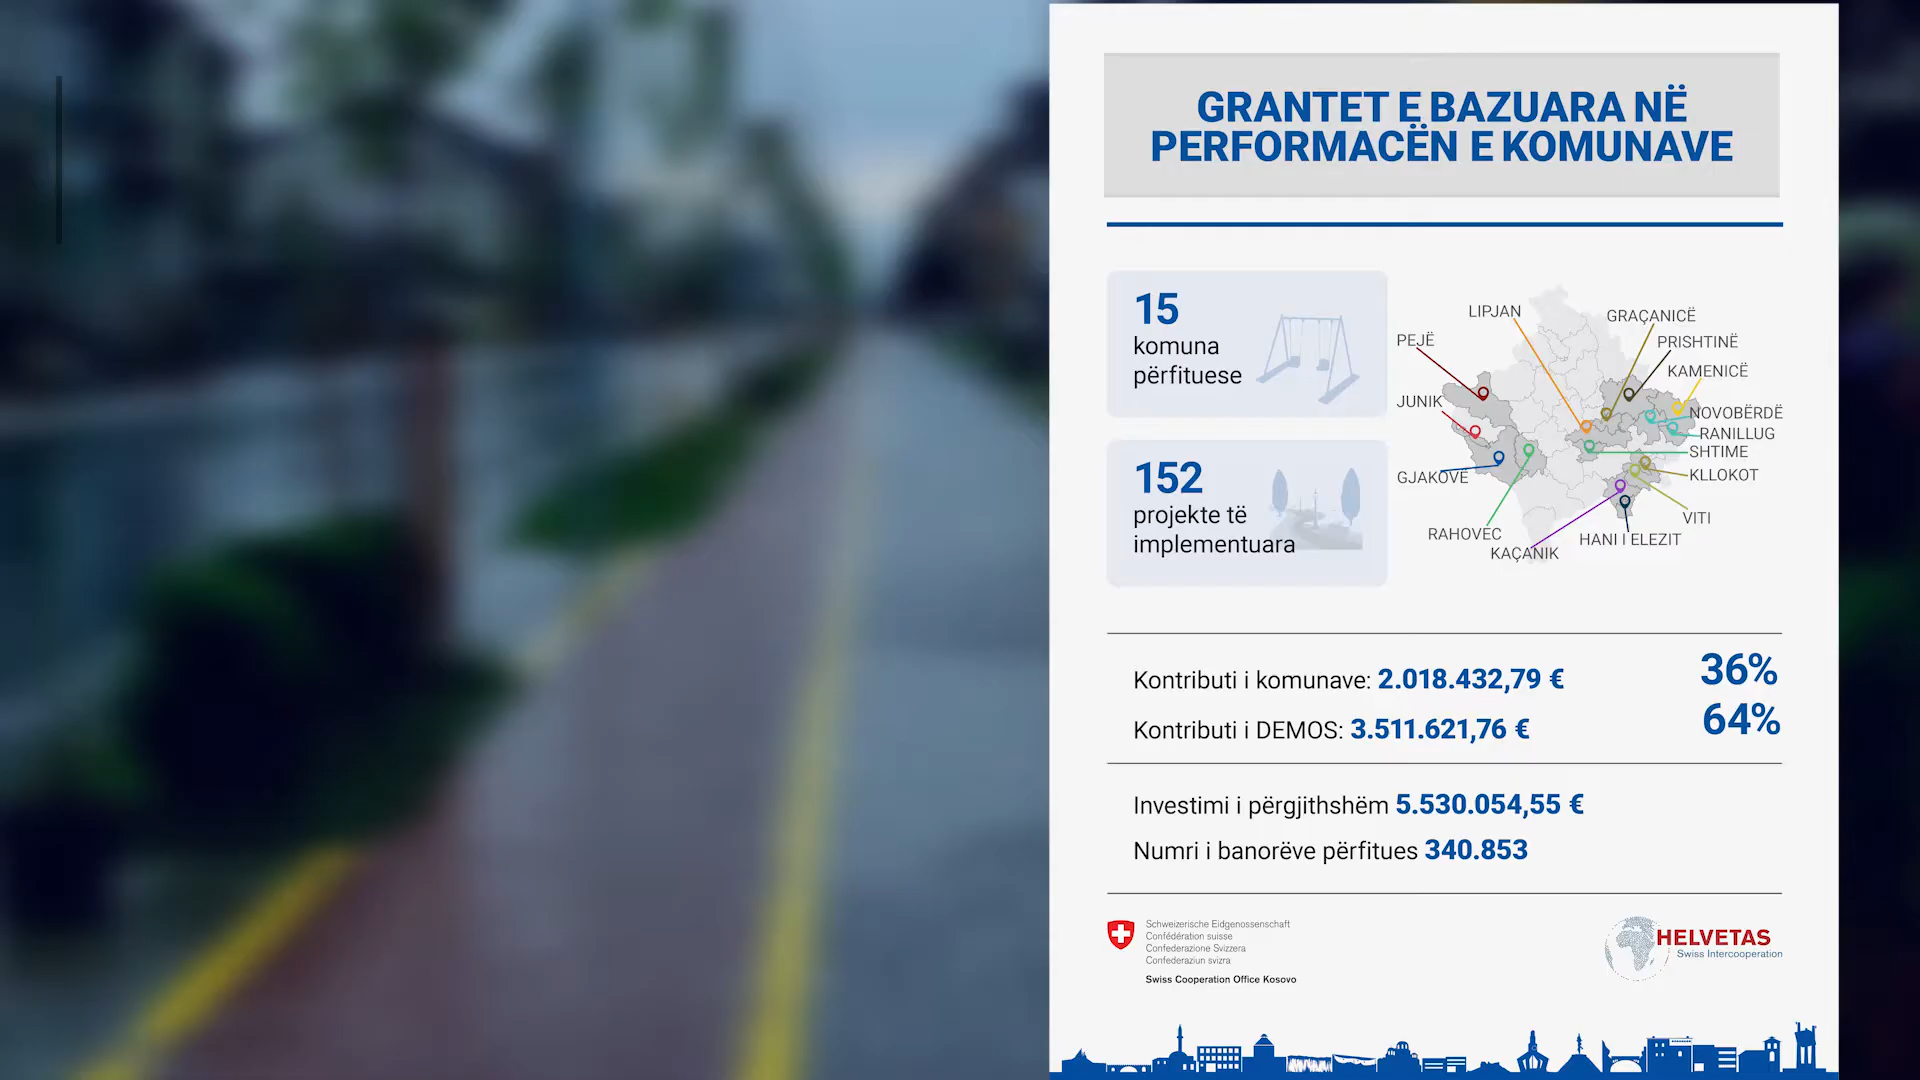 GRANTET E BAZUARA NË
PERFORMACËN E KOMUNAVE
15
komuna
përfituese
152
projekte të
implementuara
LIPJAN
GRAÇANICË
PEJË
PRISHTINË
KAMENICË
JUNIK
NOVOBËRDË
RANILLUG
SHTIME
GJAKOVË
KLLOKOT
VITI
RAHOVEC
HANI I ELEZIT
KAÇANIK
Kontributi i komunave: 2.018.432,79 € 36%
Kontributi i DEMOS: 3.511.621,76 € 64%
Investimi i përgjithshëm 5.530.054,55 €
Numri i banorëve përfitues 340.853
Schweizerische Eidgenossenschaft
Confédération suisse
Confederazione Svizzera
Confederaziun svizra
Swiss Cooperation Office Kosovo
HELVETAS
Swiss Intercooperation